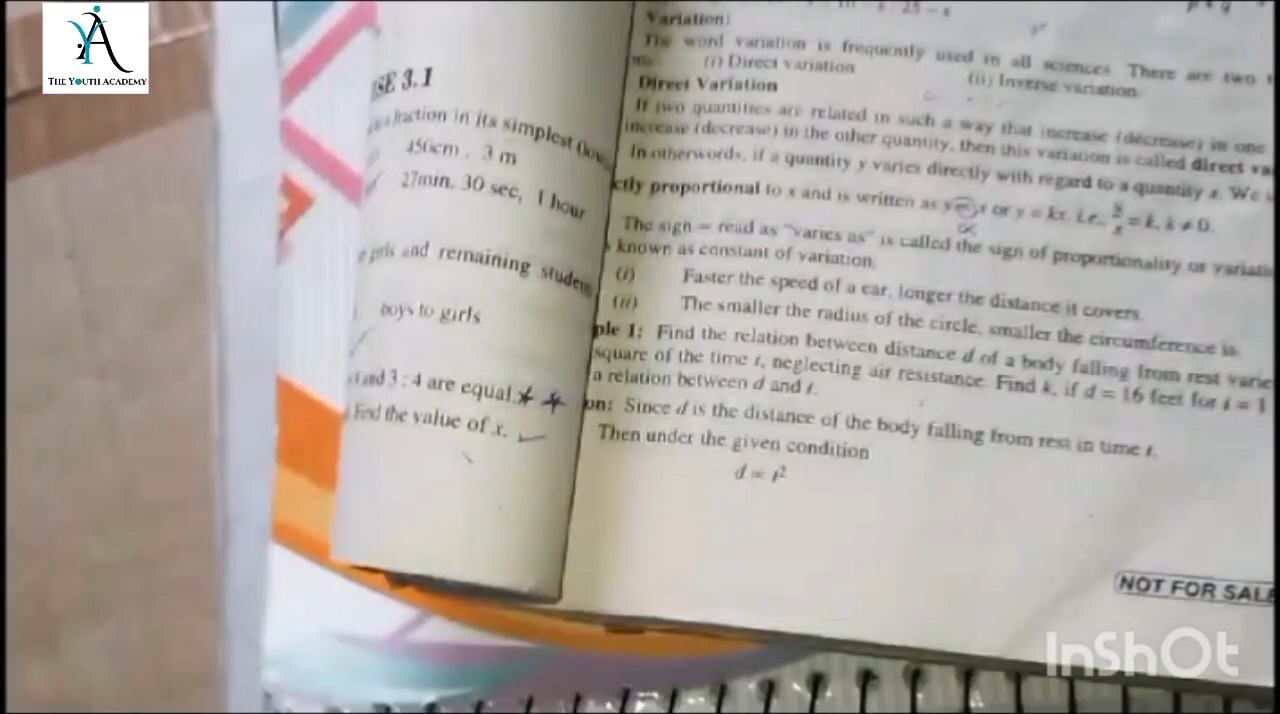 YA
THE YOUTH ACADEMY
SE 3.1
fraction in its simplest
450cm, 3 m
27min. 30 sec, 1 hour
girls and remaining
boys to girls
and 3 : 4 are equal.
Find the value of x.
25 – x
p + q
Variation:
The word variation is frequently used in all sciences. There are two
(i) Direct variation (ii) Inverse variation
Direct Variation
If two quantities are related in such a way that increase (decrease) in one
increase (decrease) in the other quantity, then this variation is called direct
In otherwords, if a quantity y varies directly with regard to a quantity x. We
ctly proportional to x and is written as y x or y = kx. i.e., y/x = k, k ≠ 0.
∝
The sign = read as "varies as" is called the sign of proportionality or
known as constant of variation.
(i) Faster the speed of a car, longer the distance it covers.
(ii) The smaller the radius of the circle, smaller the circumference is.
ple 1: Find the relation between distance d of a body falling from rest
square of the time t, neglecting air resistance. Find k, if d = 16 feet for t = 1
a relation between d and t.
on: Since d is the distance of the body falling from rest in time t.
Then under the given condition
d ∝ t²
NOT FOR SALE
InShOt